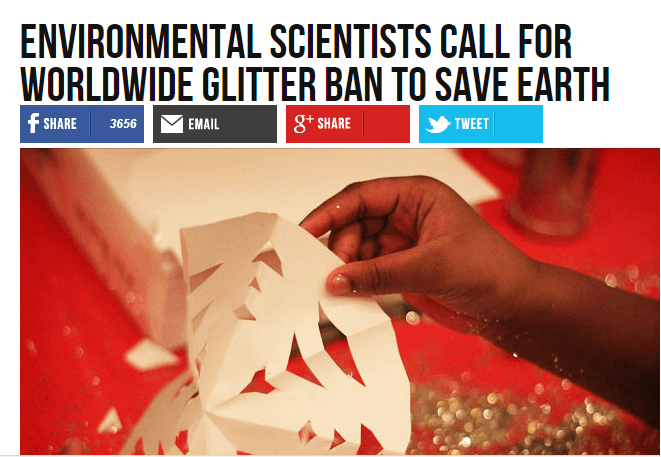 ENVIRONMENTAL SCIENTISTS CALL FOR
WORLDWIDE GLITTER BAN TO SAVE EARTH
f SHARE 3656 EMAIL g+ SHARE TWEET